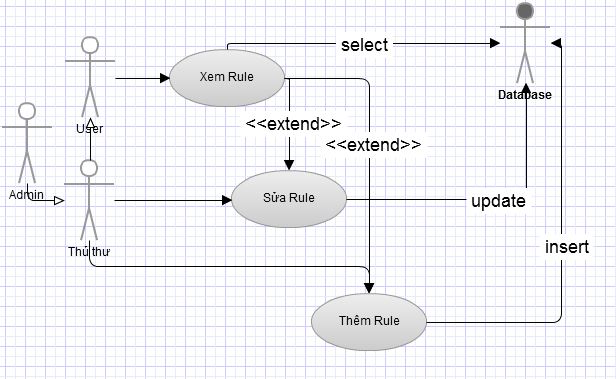 select
Xem Rule
Database
User
<<extend>>
<<extend>>
Admin
Sửa Rule
update
Thủ thư
insert
Thêm Rule